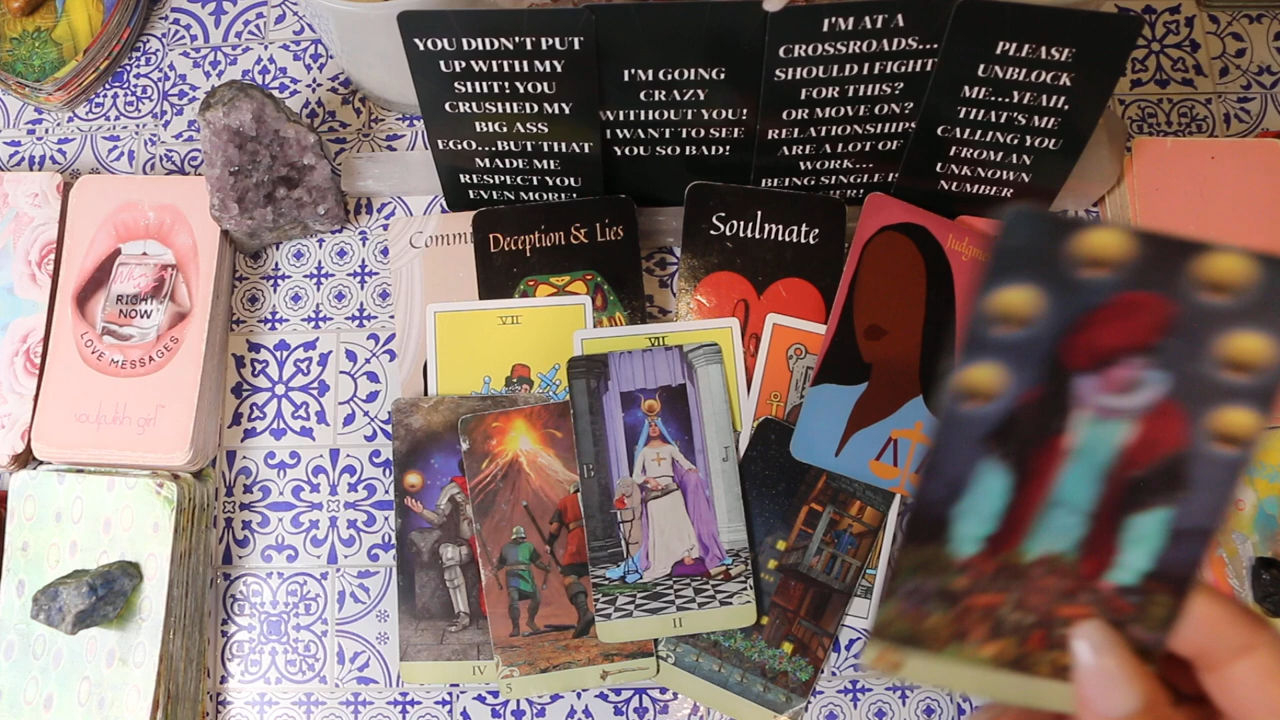 YOU DIDN'T PUT
UP WITH MY
SHIT! YOU
CRUSHED MY
BIG ASS
EGO...BUT THAT
MADE ME
RESPECT YOU
EVEN MORE!
I'M GOING
CRAZY
WITHOUT YOU!
I WANT TO SEE
YOU SO BAD!
I'M AT A
CROSSROADS...
SHOULD I FIGHT
FOR THIS?
OR MOVE ON?
RELATIONSHIPS
ARE A LOT OF
WORK...
BEING SINGLE IS
PLEASE
UNBLOCK
ME...YEAH,
THAT'S ME
CALLING YOU
FROM AN
UNKNOWN
NUMBER
Commi
Deception & Lies
Soulmate
Judgme
RIGHT
NOW
LOVE MESSAGES
VII
VII
B
J
IV
5
II